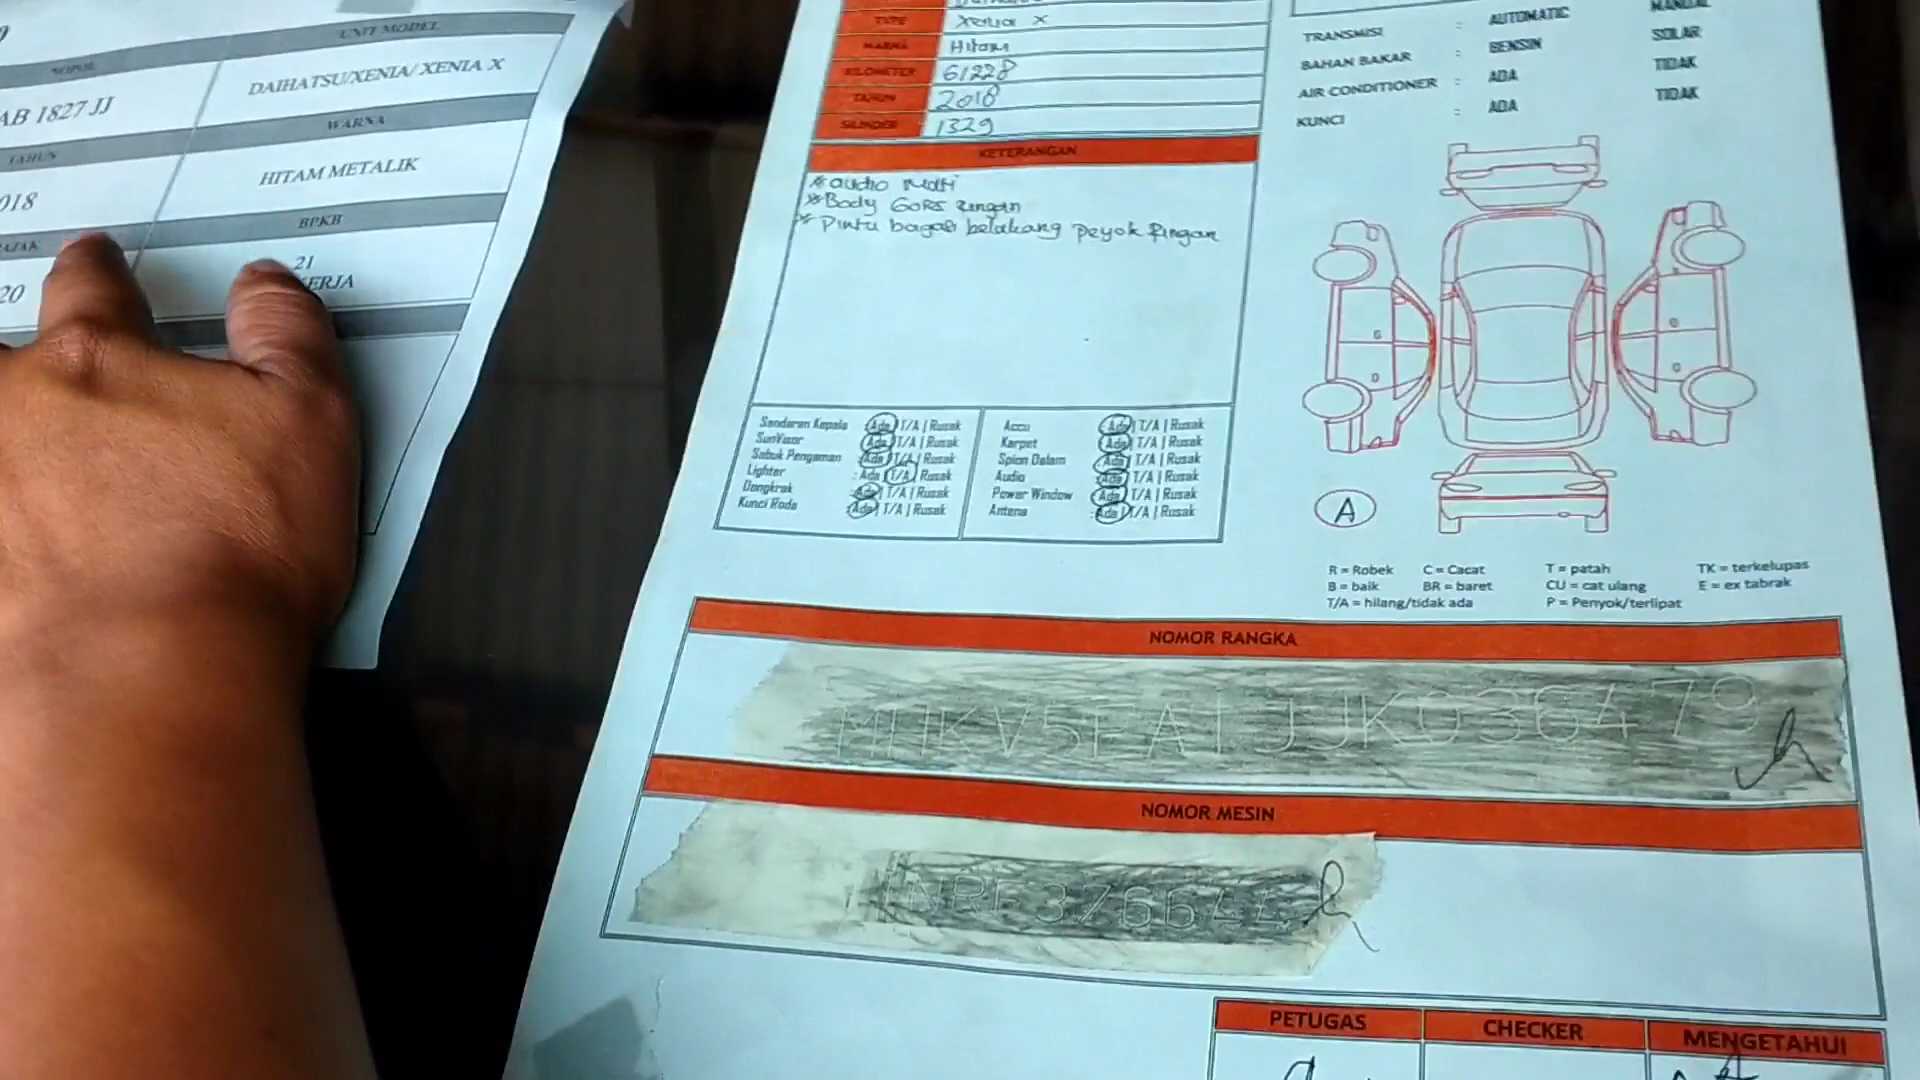 NOPOL
UNIT MODEL
AB 1827 JJ
DAIHATSU/XENIA/ XENIA X
TAHUN
WARNA
018
HITAM METALIK
BPKB
20
21
ERJA
TYPE
Xenia X
WARNA
Hitam
KILOMETER
61228
TAHUN
2018
SILINDER
1329
KETERANGAN
* audio Mati
* Body Gores Ringan
* Pintu bagasi belakang peyok Ringan
Sandaran Kepala : Ada | T/A | Rusak
SunVisor : Ada | T/A | Rusak
Sabuk Pengaman : Ada | T/A | Rusak
Lighter : Ada | T/A | Rusak
Dongkrak : Ada | T/A | Rusak
Kunci Roda : Ada | T/A | Rusak
Accu : Ada | T/A | Rusak
Karpet : Ada | T/A | Rusak
Spion Dalam : Ada | T/A | Rusak
Audio : Ada | T/A | Rusak
Power Window : Ada | T/A | Rusak
Antena : Ada | T/A | Rusak
TRANSMISI : AUTOMATIC MANUAL
BAHAN BAKAR : BENSIN SOLAR
AIR CONDITIONER : ADA TIDAK
KUNCI : ADA TIDAK
A
R = Robek C = Cacat T = patah TK = terkelupas
B = baik BR = baret CU = cat ulang E = ex tabrak
T/A = hilang/tidak ada P = Penyok/terlipat
NOMOR RANGKA
MHKV5EA1JJK036479
NOMOR MESIN
1NRF376644
PETUGAS
CHECKER
MENGETAHUI